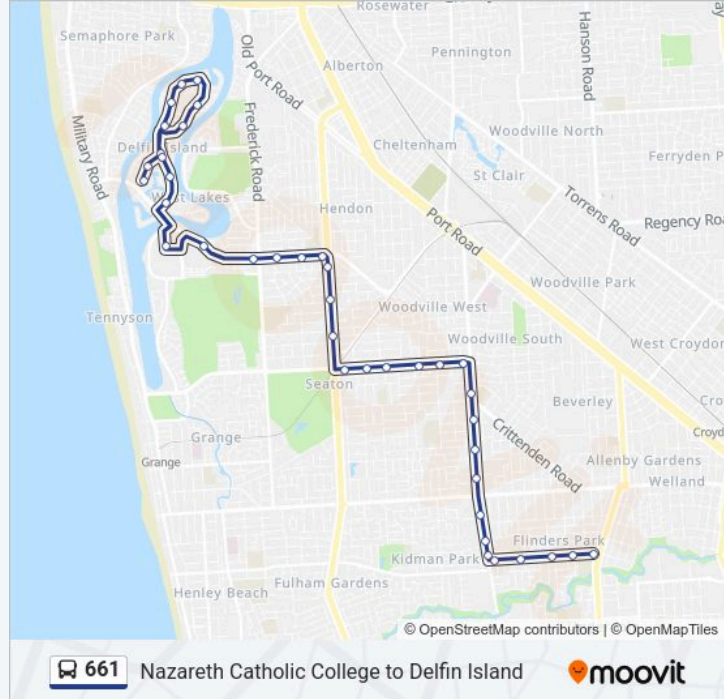 Rosewater
Semaphore Park
Old Port Road
Alberton
Pennington
Hanson Road
Military Road
Frederick Road
Delfin Island
Cheltenham
Woodville North
Ferryden P
St Clair
West Lakes
Hendon
Port Road
Torrens Road
Regency Roa
Woodville Park
Tennyson
Woodville West
Woodville South
West Croydon
Seaton
Beverley
Cro
Grange
Crittenden Road
Croyd
Grange
Allenby Gardens
Welland
Flinders Park
Kidman Park
Fulham Gardens
Henley Beach
© OpenStreetMap contributors | © OpenMapTiles
661 Nazareth Catholic College to Delfin Island moovit